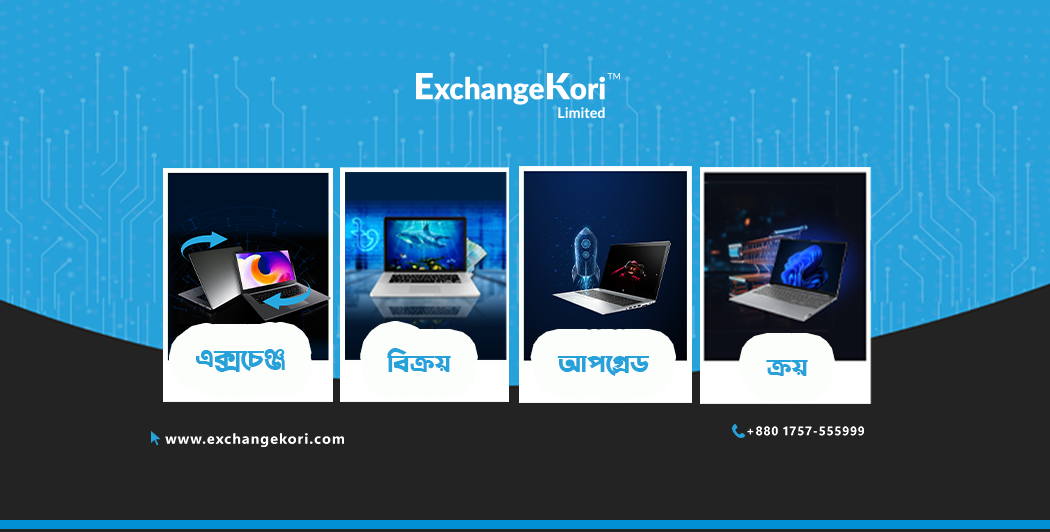 ExchangeKori™
Limited
এক্সচেঞ্জ
বিক্রয়
আপগ্রেড
ক্রয়
www.exchangekori.com
+880 1757-555999